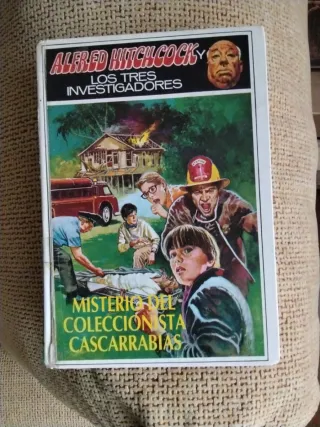 ALFRED HITCHCOCK Y
LOS TRES
INVESTIGADORES
MISTERIO DEL
COLECCIONISTA
CASCARRABIAS